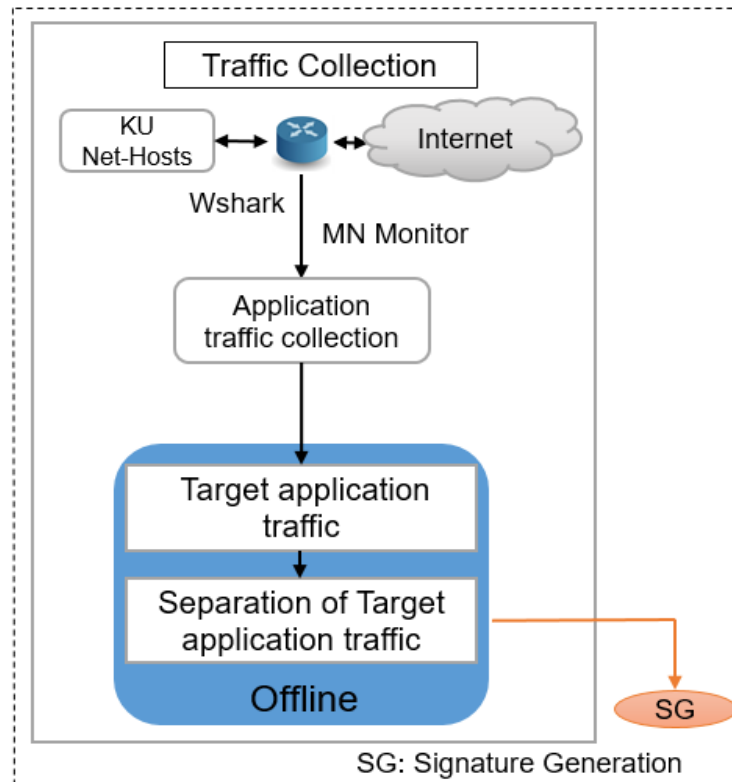 Traffic Collection
KU
Net-Hosts
Internet
Wshark
MN Monitor
Application
traffic collection
Target application
traffic
Separation of Target
application traffic
Offline
SG
SG: Signature Generation